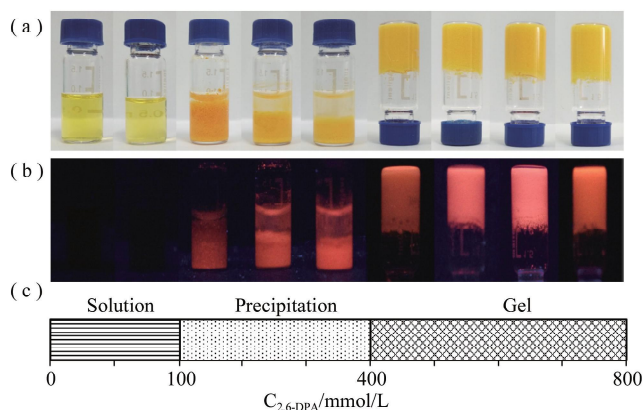 ( a )
( b )
( c )
Solution Precipitation Gel
0 100 400 800
C2,6-DPA/mmol/L